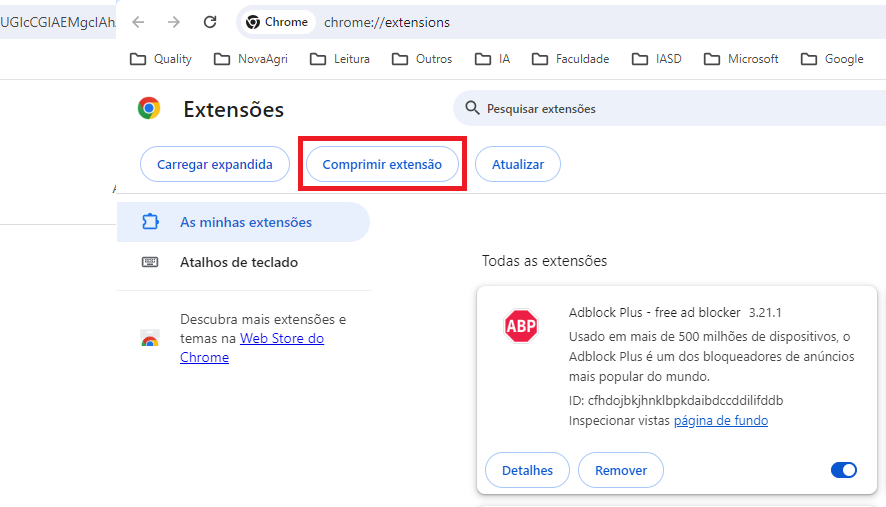 Chrome
chrome://extensions
Quality NovaAgri Leitura Outros IA Faculdade IASD Microsoft Google
Extensões
Pesquisar extensões
Carregar expandida Comprimir extensão Atualizar
As minhas extensões
Atalhos de teclado
Descubra mais extensões e
temas na Web Store do
Chrome
Todas as extensões
ABP
Adblock Plus - free ad blocker 3.21.1
Usado em mais de 500 milhões de dispositivos, o
Adblock Plus é um dos bloqueadores de anúncios
mais popular do mundo.
ID: cfhdojbkjhnklbpkdaibdccddilifddb
Inspecionar vistas página de fundo
Detalhes Remover